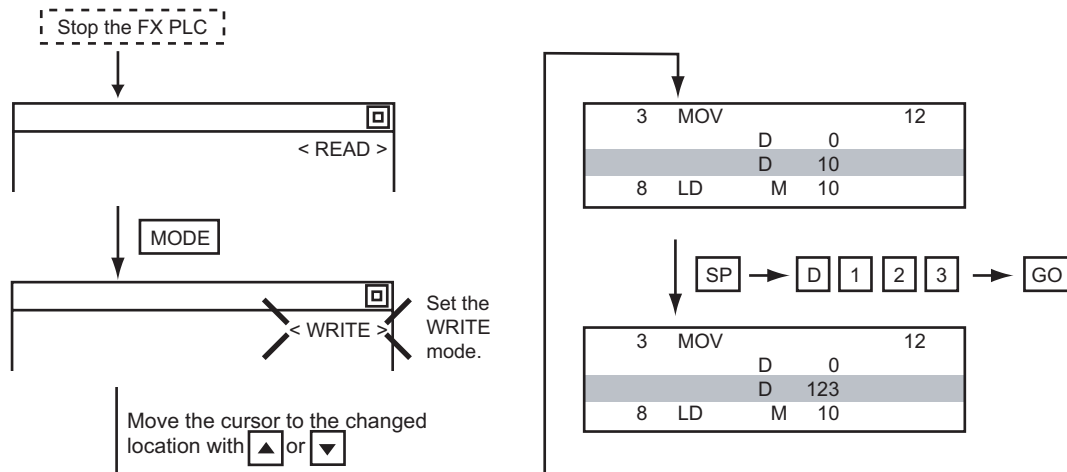 Stop the FX PLC
< READ >
MODE
< WRITE >
Set the
WRITE
mode.
Move the cursor to the changed
location with ▲ or ▼
3 MOV 12
D 0
D 10
8 LD M 10
SP D 1 2 3 GO
3 MOV 12
D 0
D 123
8 LD M 10